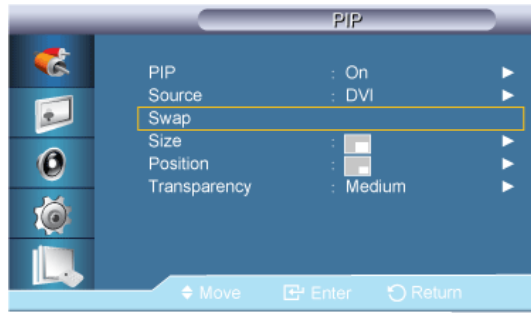 PIP
PIP : On
Source : DVI
Swap
Size :
Position :
Transparency : Medium
Move Enter Return